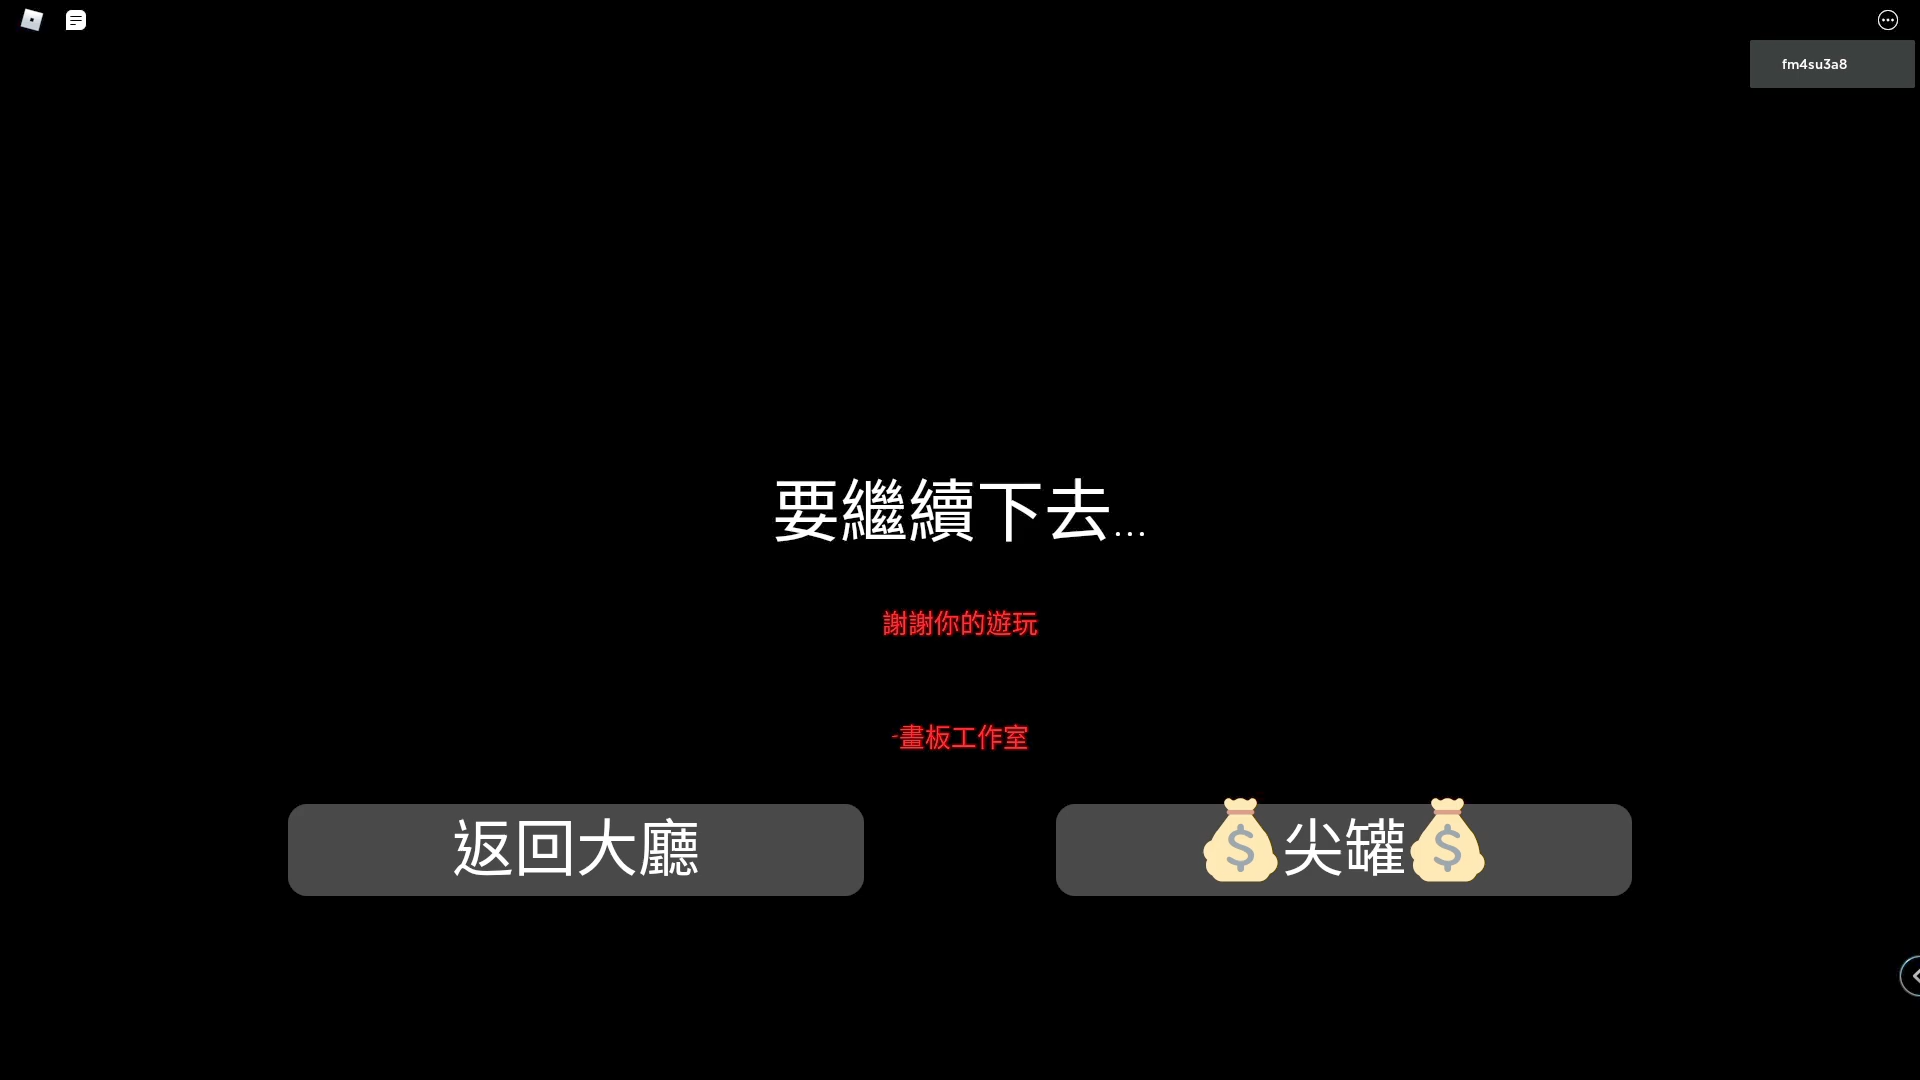 fm4su3a8
要繼續下去...
謝謝你的遊玩
-畫板工作室
返回大廳
💰尖罐💰